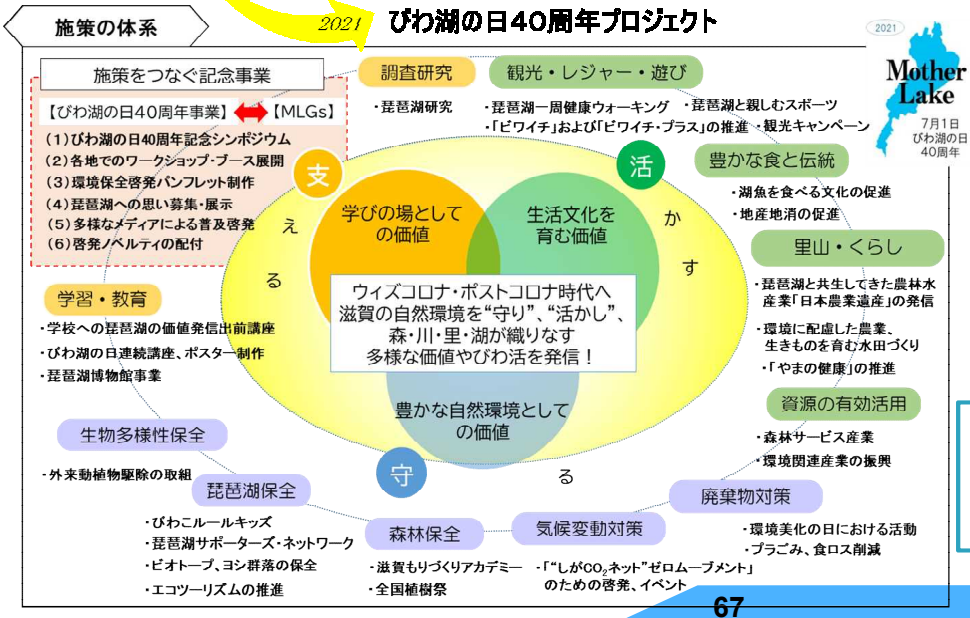 施策の体系
2021 びわ湖の日40周年プロジェクト
2021
Mother
Lake
7月1日
びわ湖の日
40周年
施策をつなぐ記念事業
【びわ湖の日40周年事業】 【MLGs】
(1)びわ湖の日40周年記念シンポジウム
(2)各地でのワークショップ・ブース展開
(3)環境保全啓発パンフレット制作
(4)琵琶湖への思い募集・展示
(5)多様なメディアによる普及啓発
(6)啓発ノベルティの配付
調査研究
・琵琶湖研究
観光・レジャー・遊び
・琵琶湖一周健康ウォーキング ・琵琶湖と親しむスポーツ
・「ビワイチ」および「ビワイチ・プラス」の推進 ・観光キャンペーン
豊かな食と伝統
・湖魚を食べる文化の促進
・地産地消の促進
里山・くらし
・琵琶湖と共生してきた農林水
産業「日本農業遺産」の発信
・環境に配慮した農業、
生きものを育む水田づくり
・「やまの健康」の推進
資源の有効活用
・森林サービス産業
・環境関連産業の振興
支
え
る
活
か
す
守
る
学びの場として
の価値
生活文化を
育む価値
ウィズコロナ・ポストコロナ時代へ
滋賀の自然環境を“守り”、“活かし”、
森・川・里・湖が織りなす
多様な価値やびわ活を発信！
豊かな自然環境として
の価値
学習・教育
・学校への琵琶湖の価値発信出前講座
・びわ湖の日連続講座、ポスター制作
・琵琶湖博物館事業
生物多様性保全
・外来動植物駆除の取組
琵琶湖保全
・びわこルールキッズ
・琵琶湖サポーターズ・ネットワーク
・ビオトープ、ヨシ群落の保全
・エコツーリズムの推進
森林保全
・滋賀もりづくりアカデミー
・全国植樹祭
気候変動対策
・「“しがCO₂ネット”ゼロムーブメント」
のための啓発、イベント
廃棄物対策
・環境美化の日における活動
・プラごみ、食ロス削減
67